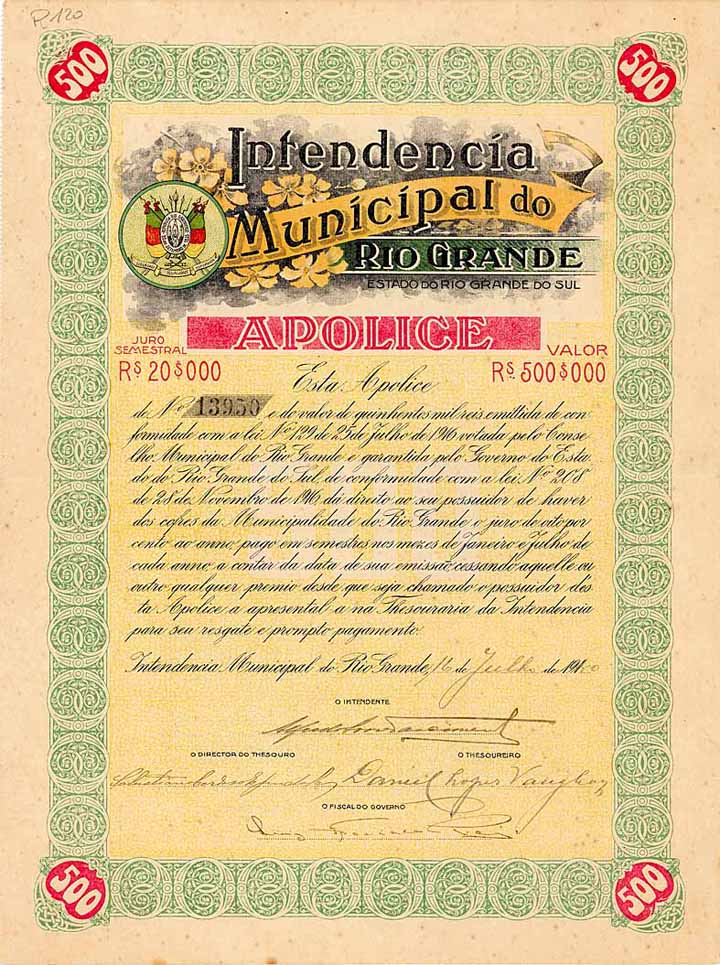 P. 120
500
500
Intendencia
Municipal do
RIO GRANDE
ESTADO DO RIO GRANDE DO SUL
APOLICE
JURO
SEMESTRAL
Rs 20$000
VALOR
Rs. 500$000
Esta Apolice
de No 13950 e do valor de quinhentos mil reis emittida de con-
formidade com a lei No 129 de 25 de Julho de 1916 votada pelo Conse-
lho Municipal do Rio Grande e garantida pelo Governo do Esta-
do do Rio Grande do Sul de conformidade com a lei No 208
de 28 de Novembro de 1916 dá direito ao seu possuidor de haver
dos cofres da Municipalidade do Rio Grande o juro de oito por
cento ao anno, pago em semestres nos mezes de Janeiro e Julho de
cada anno, a contar da data de sua emissão, cessando aquelle ou
outro qualquer premio desde que seja chamado o possuidor dés-
ta Apolice a apresental-a na Thesouraria da Intendencia
para seu resgate e prompto pagamento.
Intendencia Municipal do Rio Grande, 16 de Julho de 19
O INTENDENTE
O DIRECTOR DO THESOURO
O THESOUREIRO
Daniel
O FISCAL DO GOVERNO
500
500